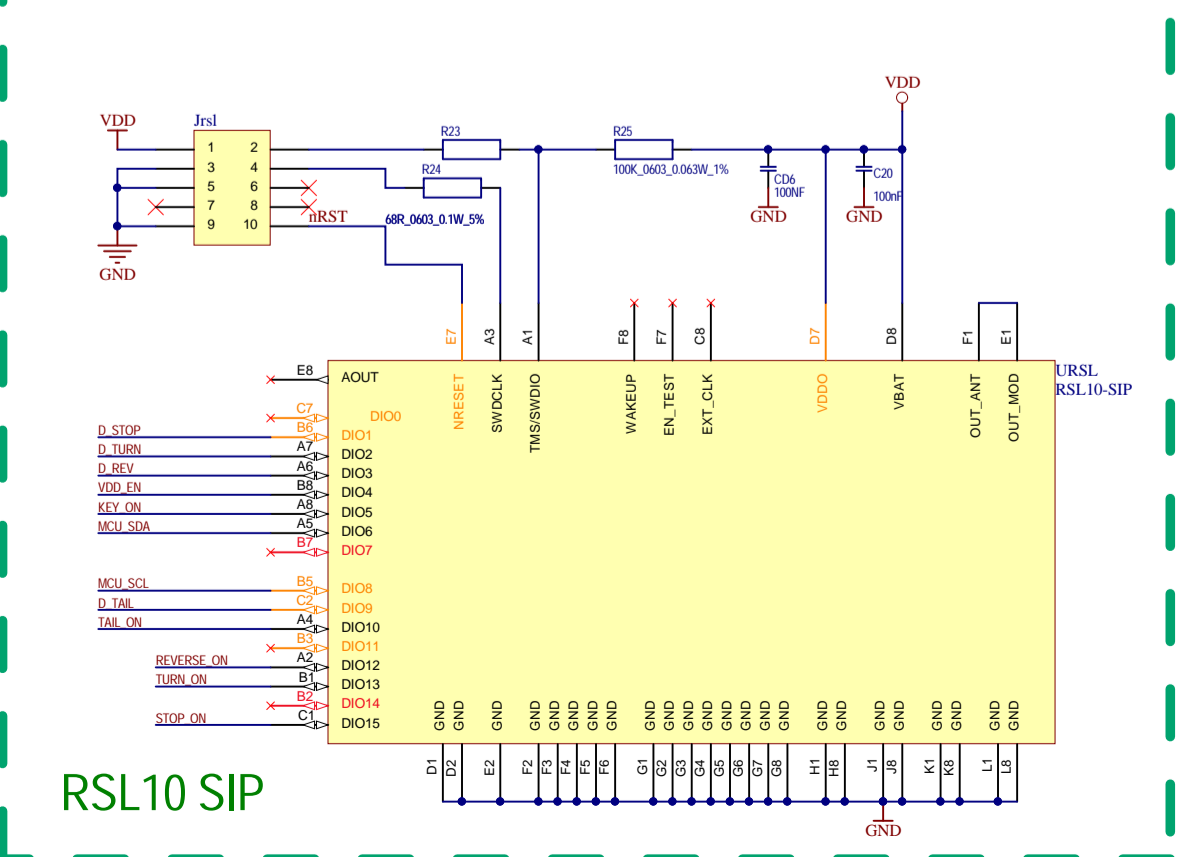 VDD
VDD
Jrsl
R23
R25
1 2
3 4
5 6
7 8
9 10
R24
100K_0603_0.063W_1%
CD6
100NF
C20
100nF
GND
GND
nRST
68R_0603_0.1W_5%
GND
E7
A3
A1
F8
F7
C8
D7
D8
F1
E1
URSL
RSL10-SIP
NRESET
SWDCLK
TMS/SWDIO
WAKEUP
EN_TEST
EXT_CLK
VDDO
VBAT
OUT_ANT
OUT_MOD
E8 AOUT
C7 DIO0
D_STOP B6 DIO1
D_TURN A7 DIO2
D_REV A6 DIO3
VDD_EN B8 DIO4
KEY_ON A8 DIO5
MCU_SDA A5 DIO6
B7 DIO7
MCU_SCL B5 DIO8
D_TAIL C2 DIO9
TAIL_ON A4 DIO10
B3 DIO11
REVERSE_ON A2 DIO12
TURN_ON B1 DIO13
B2 DIO14
STOP_ON C1 DIO15
GND GND GND GND GND GND GND GND GND GND GND GND GND GND GND GND GND GND GND GND GND GND GND GND
D1 D2 E2 F2 F3 F4 F5 F6 G1 G2 G3 G4 G5 G6 G7 G8 H1 H8 J1 J8 K1 K8 L1 L8
RSL10 SIP
GND